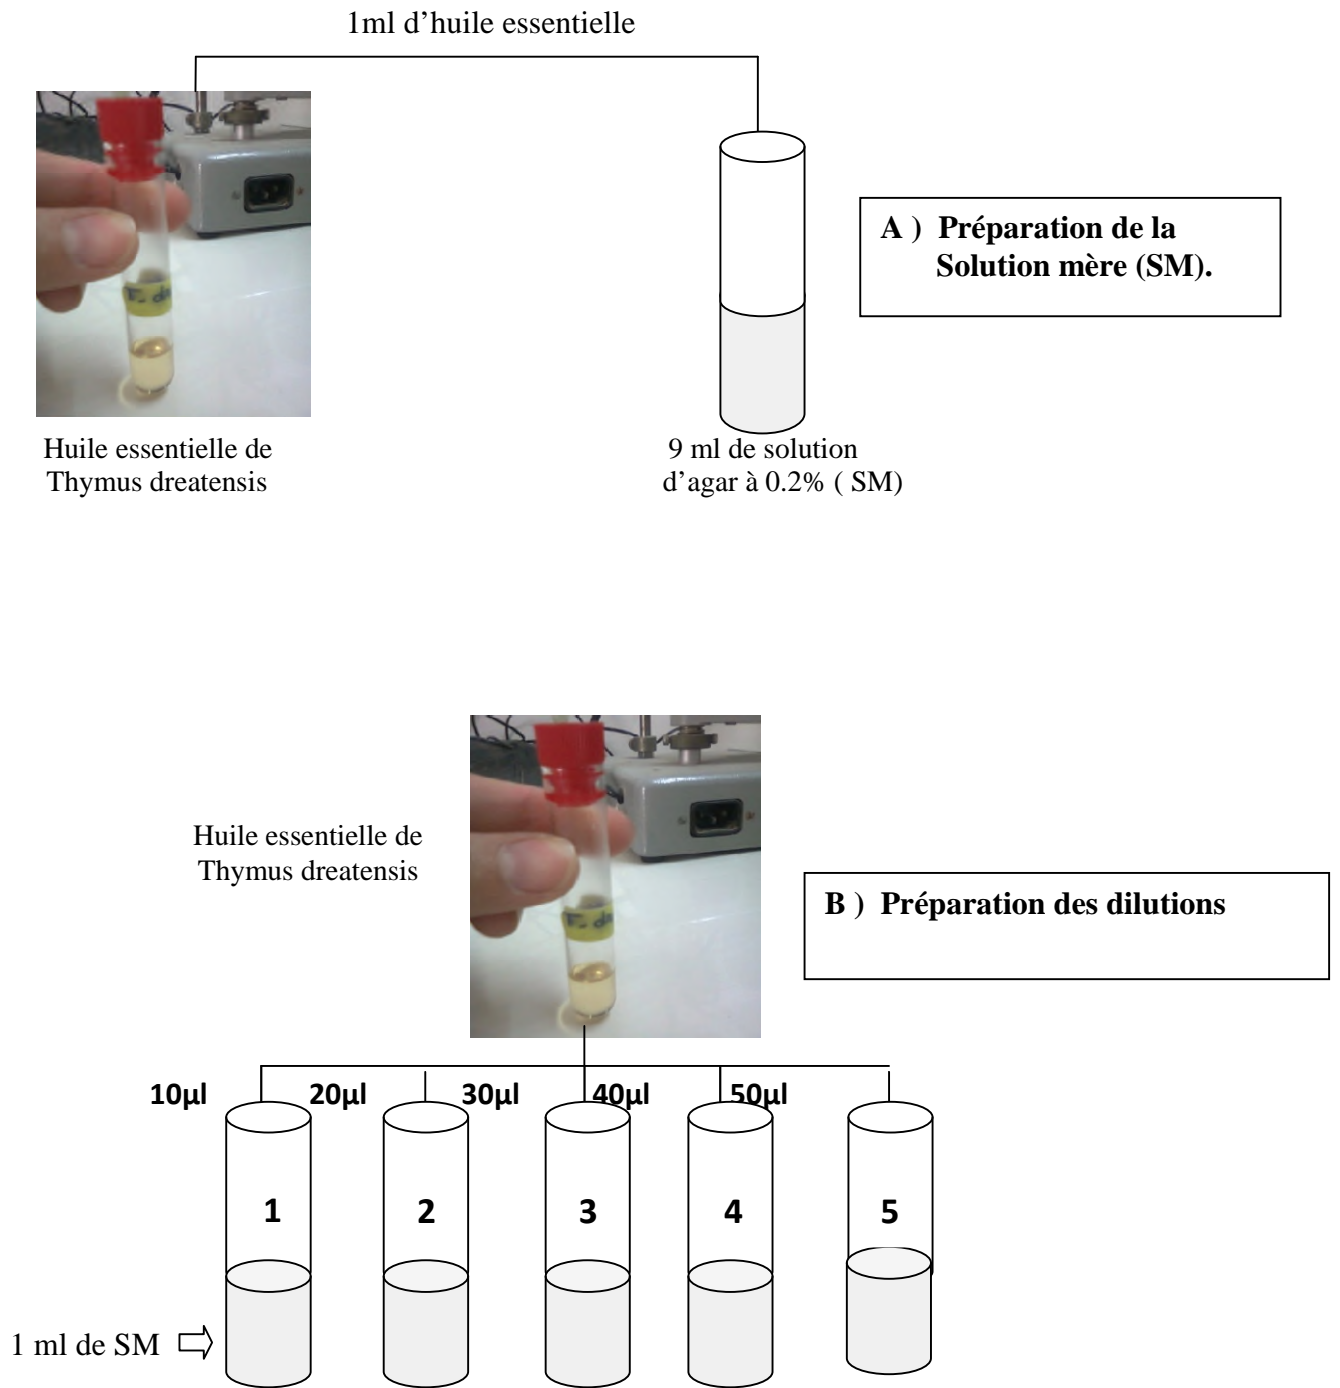 1ml d’huile essentielle
A ) Préparation de la
Solution mère (SM).
Huile essentielle de
Thymus dreatensis
9 ml de solution
d’agar à 0.2% ( SM)
Huile essentielle de
Thymus dreatensis
B ) Préparation des dilutions
10µl 20µl 30µl 40µl 50µl
1 2 3 4 5
1 ml de SM